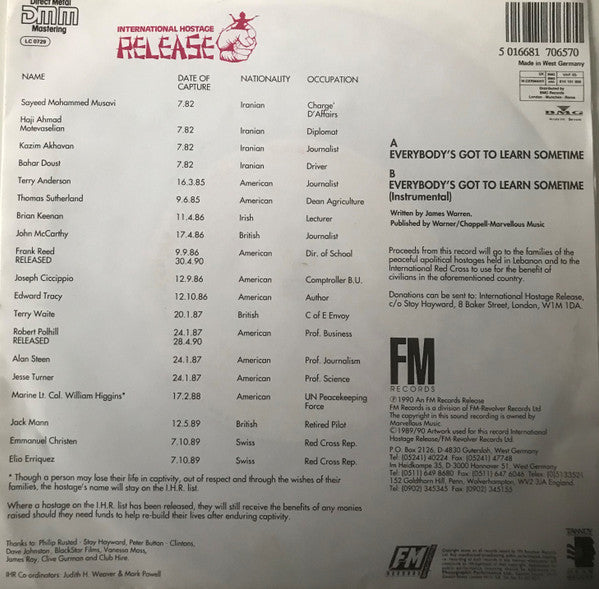 Direct Metal
DMM
Mastering
LC 0729
INTERNATIONAL HOSTAGE
RELEASE
5 016681 706570
Made in West Germany
Distributed by
BMG Records
London - Munchen - Roma
BMG
NAME DATE OF CAPTURE NATIONALITY OCCUPATION
Sayeed Mohammed Musavi 7.82 Iranian Charge' D'Affairs
Haji Ahmad Motevaselian 7.82 Iranian Diplomat
Kazim Akhavan 7.82 Iranian Journalist
Bahar Doust 7.82 Iranian Driver
Terry Anderson 16.3.85 American Journalist
Thomas Sutherland 9.6.85 American Dean Agriculture
Brian Keenan 11.4.86 Irish Lecturer
John McCarthy 17.4.86 British Journalist
Frank Reed 9.9.86 American Dir. of School
RELEASED 30.4.90
Joseph Ciccippio 12.9.86 American Comptroller B.U.
Edward Tracy 12.10.86 American Author
Terry Waite 20.1.87 British C of E Envoy
Robert Polhill 24.1.87 American Prof. Business
RELEASED 28.4.90
Alan Steen 24.1.87 American Prof. Journalism
Jesse Turner 24.1.87 American Prof. Science
Marine Lt. Col. William Higgins* 17.2.88 American UN Peacekeeping Force
Jack Mann 12.5.89 British Retired Pilot
Emmanuel Christen 7.10.89 Swiss Red Cross Rep.
Elio Erriquez 7.10.89 Swiss Red Cross Rep.
* Though a person may lose their life in captivity, out of respect and through the wishes of their
families, the hostage's name will stay on the I.H.R. list.
Where a hostage on the I.H.R. list has been released, they will still receive the benefits of any monies
raised should they need funds to help re-build their lives after enduring captivity.
Thanks to: Philip Rusted - Stoy Hayward, Peter Button - Clintons,
Dave Johnston, BlackStar Films, Vanessa Moss,
James Roy, Clive Gurman and Club Hire.
IHR Co-ordinators: Judith H. Weaver & Mark Powell
A
EVERYBODY'S GOT TO LEARN SOMETIME
B
EVERYBODY'S GOT TO LEARN SOMETIME
(Instrumental)
Written by James Warren.
Published by Warner/Chappell-Marvellous Music
Proceeds from this record will go to the families of the
peaceful apolitical hostages held in Lebanon and to the
International Red Cross to use for the benefit of
civilians in the aforementioned country.
Donations can be sent to: International Hostage Release,
c/o Stoy Hayward, 8 Baker Street, London, W1M 1DA.
FM
RECORDS
℗ 1990 An FM Records Release
FM Records is a division of FM-Revolver Records Ltd
The copyright in this sound recording is owned by
Marvellous Music.
© 1989/90 Artwork used for this record International
Hostage Release/FM Revolver Records Ltd.
P.O. Box 2126, D-4830 Gutersloh, West Germany
Tel (05241) 40224 Fax (05241) 47748
Im Heidkampe 35, D-3000 Hannover 51, West Germany
Tel (0511) 649 8680 Fax (0511) 647 6046
152 Goldthorn Hill, Penn, Wolverhampton, WV2 3JA England.
Tel (0902) 345345 Fax (0902) 345155
FM
RECORDS